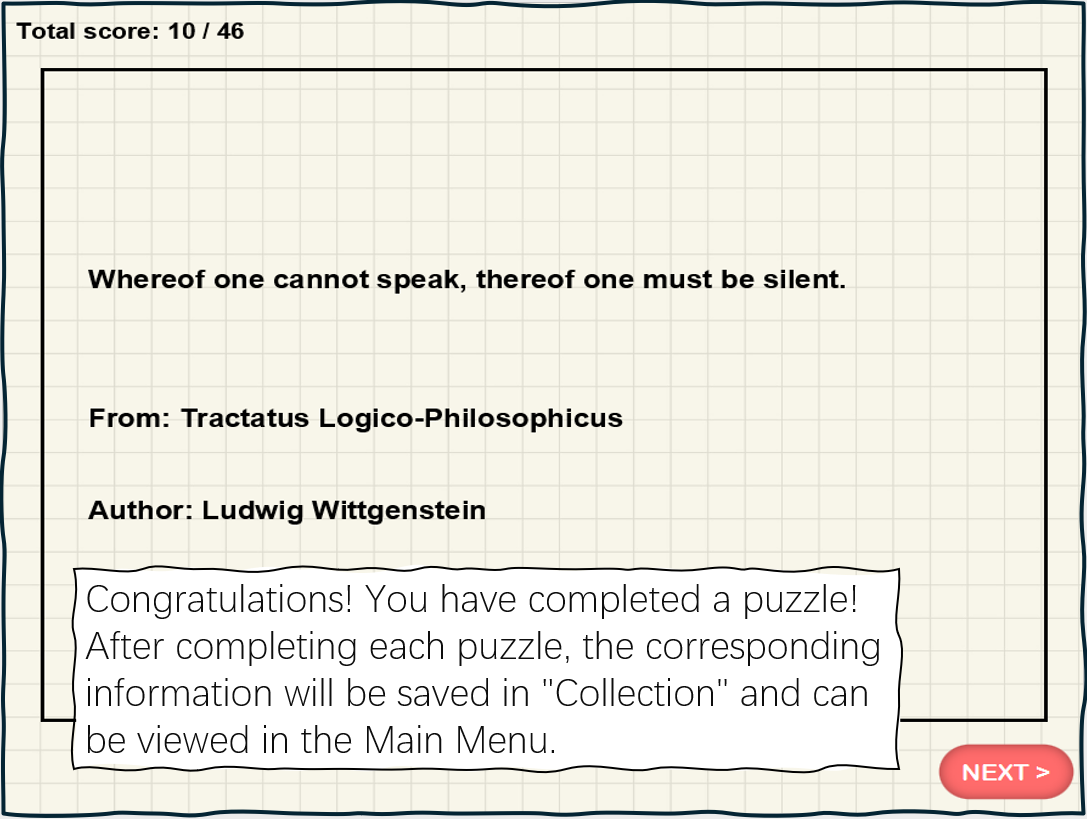 Total score: 10 / 46
Whereof one cannot speak, thereof one must be silent.
From: Tractatus Logico-Philosophicus
Author: Ludwig Wittgenstein
Congratulations! You have completed a puzzle!
After completing each puzzle, the corresponding
information will be saved in "Collection" and can
be viewed in the Main Menu.
NEXT >